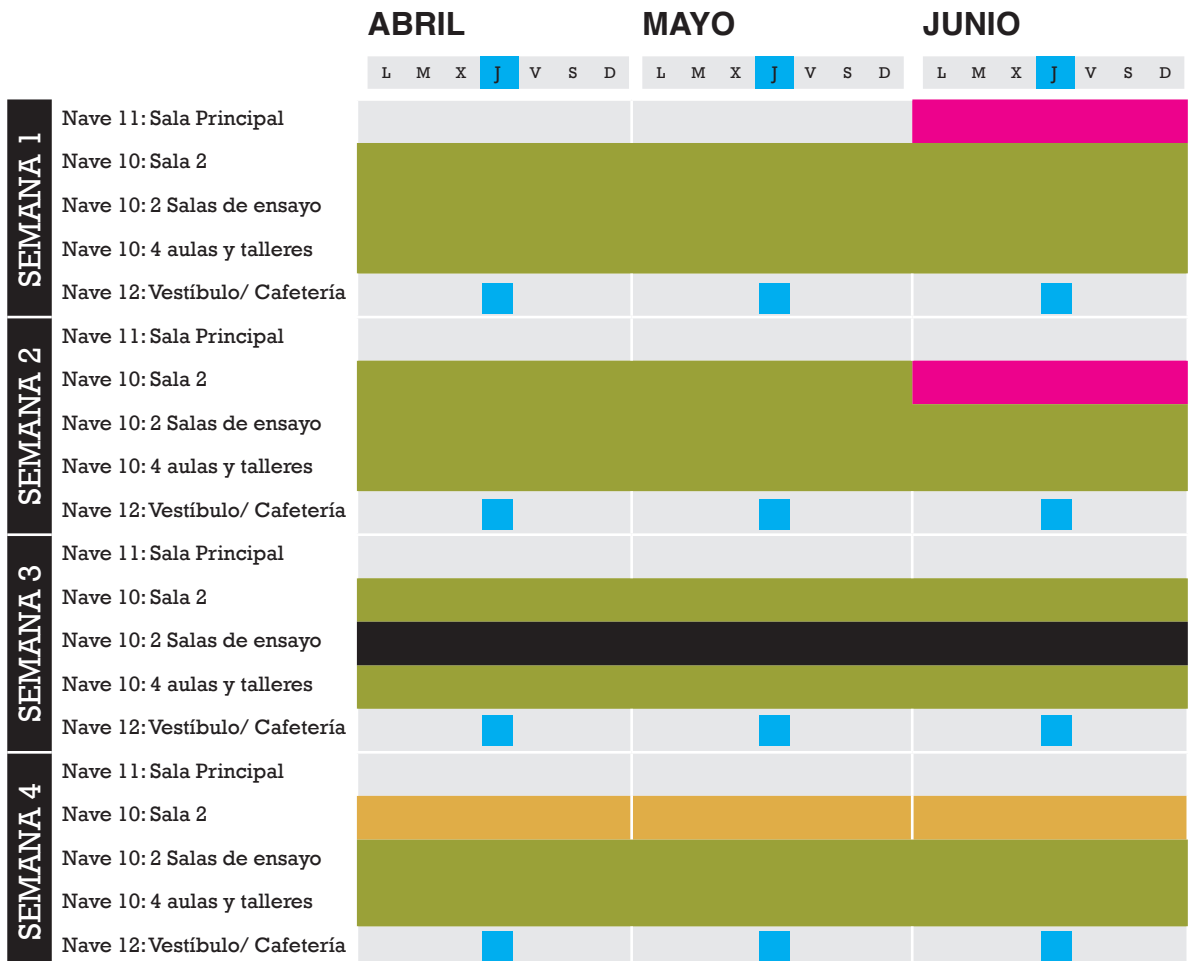 ABRIL MAYO JUNIO
L M X J V S D L M X J V S D L M X J V S D
SEMANA 1
Nave 11: Sala Principal
Nave 10: Sala 2
Nave 10: 2 Salas de ensayo
Nave 10: 4 aulas y talleres
Nave 12: Vestíbulo/ Cafetería
SEMANA 2
Nave 11: Sala Principal
Nave 10: Sala 2
Nave 10: 2 Salas de ensayo
Nave 10: 4 aulas y talleres
Nave 12: Vestíbulo/ Cafetería
SEMANA 3
Nave 11: Sala Principal
Nave 10: Sala 2
Nave 10: 2 Salas de ensayo
Nave 10: 4 aulas y talleres
Nave 12: Vestíbulo/ Cafetería
SEMANA 4
Nave 11: Sala Principal
Nave 10: Sala 2
Nave 10: 2 Salas de ensayo
Nave 10: 4 aulas y talleres
Nave 12: Vestíbulo/ Cafetería